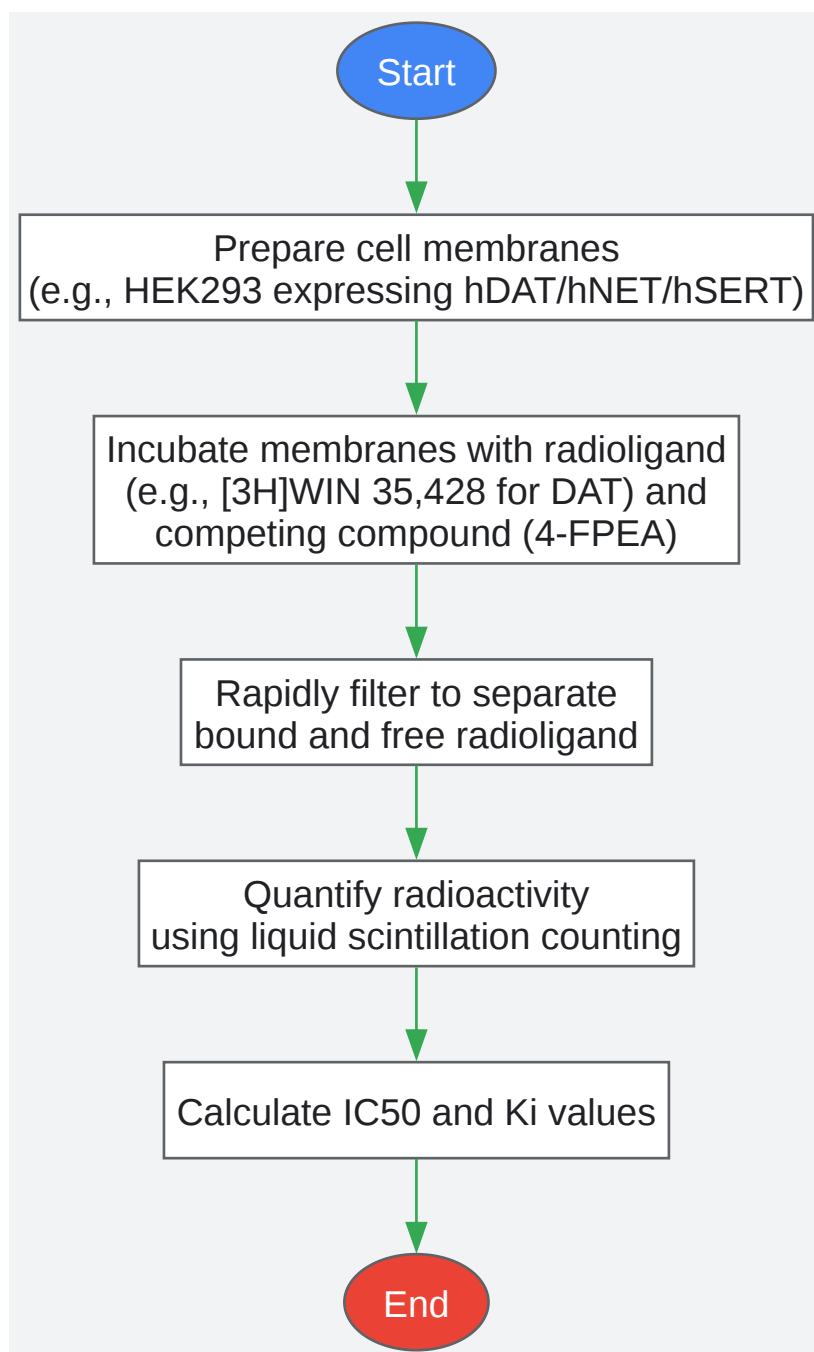 Start
Prepare cell membranes
(e.g., HEK293 expressing hDAT/hNET/hSERT)
Incubate membranes with radioligand
(e.g., [3H]WIN 35,428 for DAT) and
competing compound (4-FPEA)
Rapidly filter to separate
bound and free radioligand
Quantify radioactivity
using liquid scintillation counting
Calculate IC50 and Ki values
End